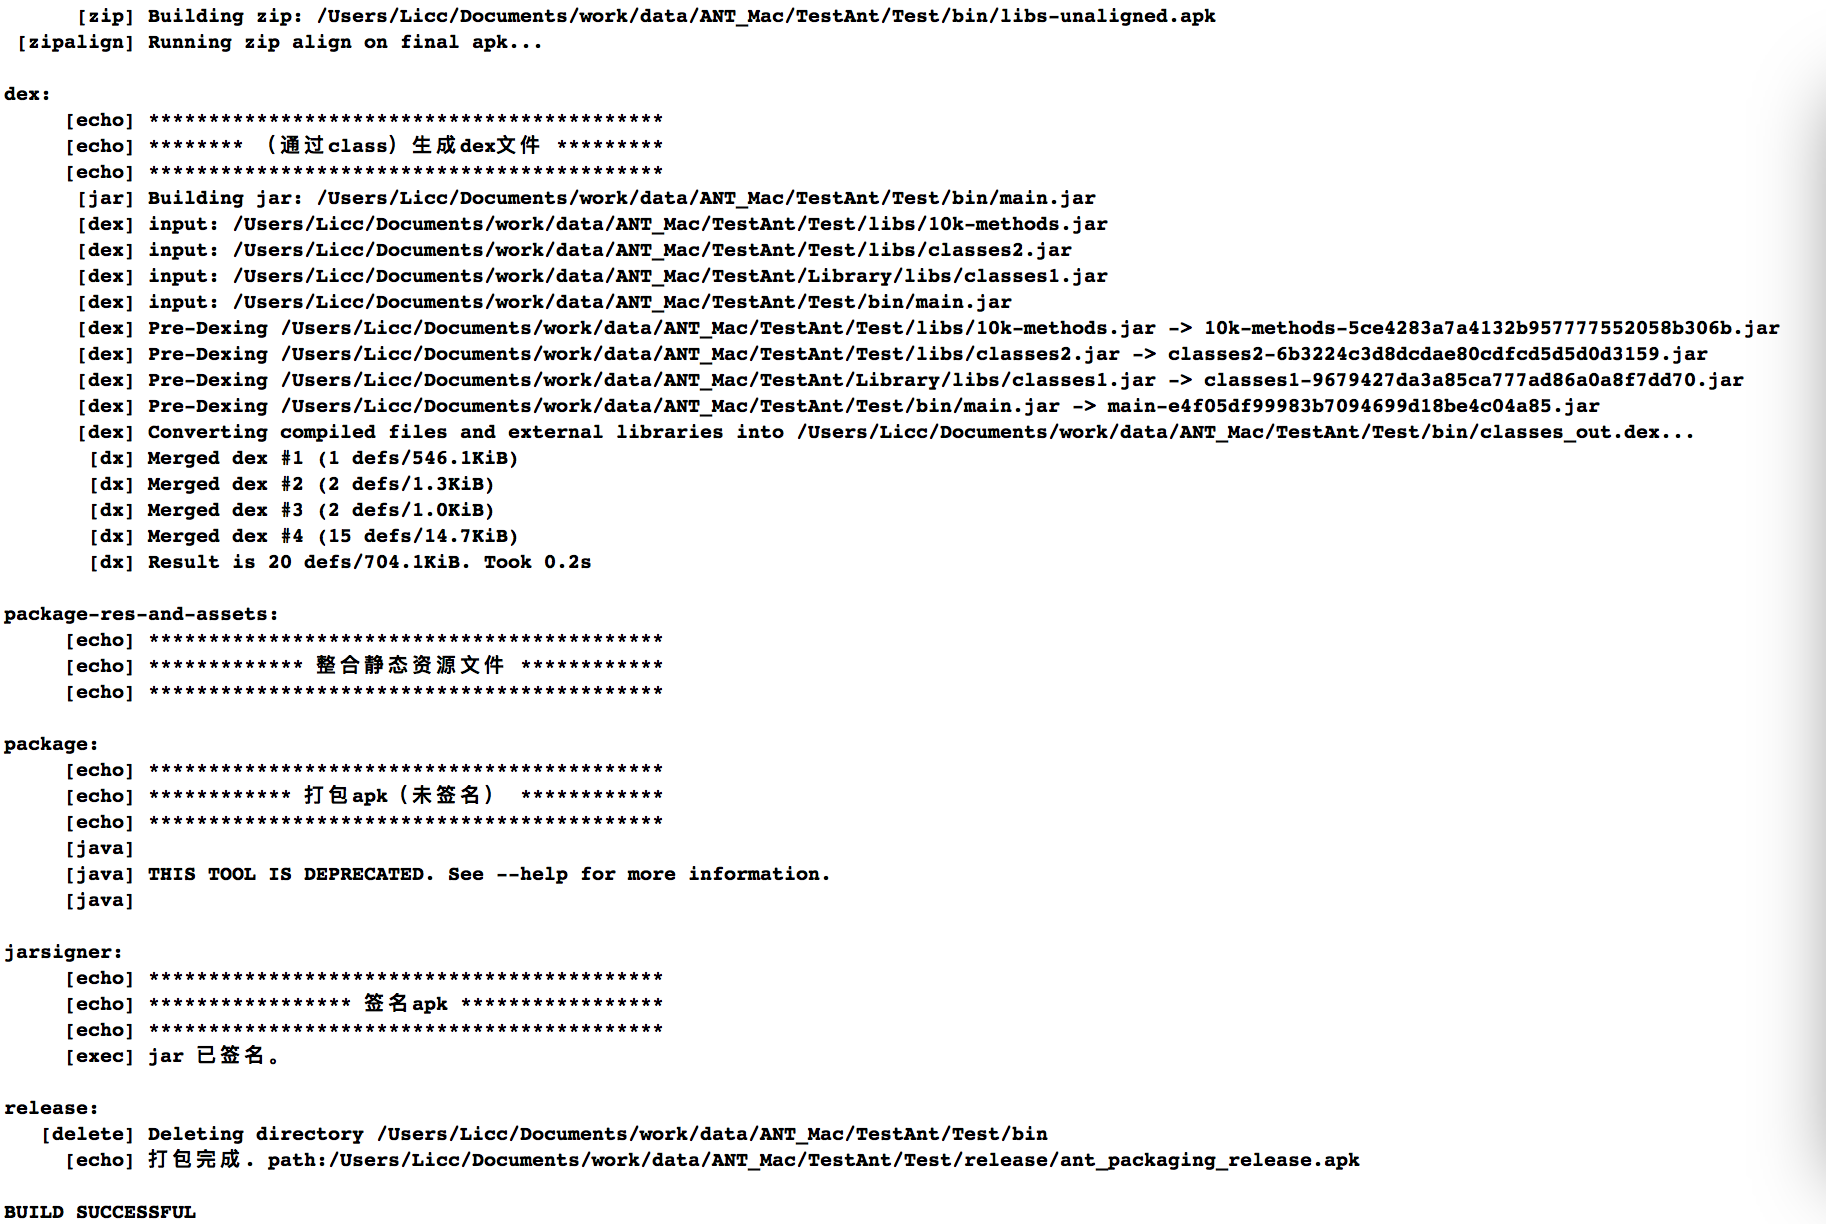 [zip] Building zip: /Users/Licc/Documents/work/data/ANT_Mac/TestAnt/Test/bin/libs-unaligned.apk
[zipalign] Running zip align on final apk...
dex:
[echo] *******************************************
[echo] ******** （通过class）生成dex文件 *********
[echo] *******************************************
[jar] Building jar: /Users/Licc/Documents/work/data/ANT_Mac/TestAnt/Test/bin/main.jar
[dex] input: /Users/Licc/Documents/work/data/ANT_Mac/TestAnt/Test/libs/10k-methods.jar
[dex] input: /Users/Licc/Documents/work/data/ANT_Mac/TestAnt/Test/libs/classes2.jar
[dex] input: /Users/Licc/Documents/work/data/ANT_Mac/TestAnt/Library/libs/classes1.jar
[dex] input: /Users/Licc/Documents/work/data/ANT_Mac/TestAnt/Test/bin/main.jar
[dex] Pre-Dexing /Users/Licc/Documents/work/data/ANT_Mac/TestAnt/Test/libs/10k-methods.jar -> 10k-methods-5ce4283a7a4132b957777552058b306b.jar
[dex] Pre-Dexing /Users/Licc/Documents/work/data/ANT_Mac/TestAnt/Test/libs/classes2.jar -> classes2-6b3224c3d8dcdae80cdfcd5d5d0d3159.jar
[dex] Pre-Dexing /Users/Licc/Documents/work/data/ANT_Mac/TestAnt/Library/libs/classes1.jar -> classes1-9679427da3a85ca777ad86a0a8f7dd70.jar
[dex] Pre-Dexing /Users/Licc/Documents/work/data/ANT_Mac/TestAnt/Test/bin/main.jar -> main-e4f05df99983b7094699d18be4c04a85.jar
[dex] Converting compiled files and external libraries into /Users/Licc/Documents/work/data/ANT_Mac/TestAnt/Test/bin/classes_out.dex...
[dx] Merged dex #1 (1 defs/546.1KiB)
[dx] Merged dex #2 (2 defs/1.3KiB)
[dx] Merged dex #3 (2 defs/1.0KiB)
[dx] Merged dex #4 (15 defs/14.7KiB)
[dx] Result is 20 defs/704.1KiB. Took 0.2s
package-res-and-assets:
[echo] *******************************************
[echo] ************* 整合静态资源文件 ************
[echo] *******************************************
package:
[echo] *******************************************
[echo] ************ 打包apk（未签名） ************
[echo] *******************************************
[java]
[java] THIS TOOL IS DEPRECATED. See --help for more information.
[java]
jarsigner:
[echo] *******************************************
[echo] ***************** 签名apk *****************
[echo] *******************************************
[exec] jar 已签名。
release:
[delete] Deleting directory /Users/Licc/Documents/work/data/ANT_Mac/TestAnt/Test/bin
[echo] 打包完成. path:/Users/Licc/Documents/work/data/ANT_Mac/TestAnt/Test/release/ant_packaging_release.apk
BUILD SUCCESSFUL